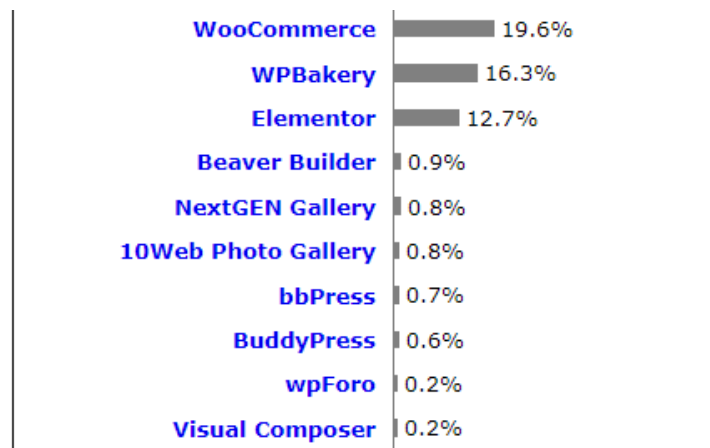 WooCommerce 19.6%
WPBakery 16.3%
Elementor 12.7%
Beaver Builder 0.9%
NextGEN Gallery 0.8%
10Web Photo Gallery 0.8%
bbPress 0.7%
BuddyPress 0.6%
wpForo 0.2%
Visual Composer 0.2%